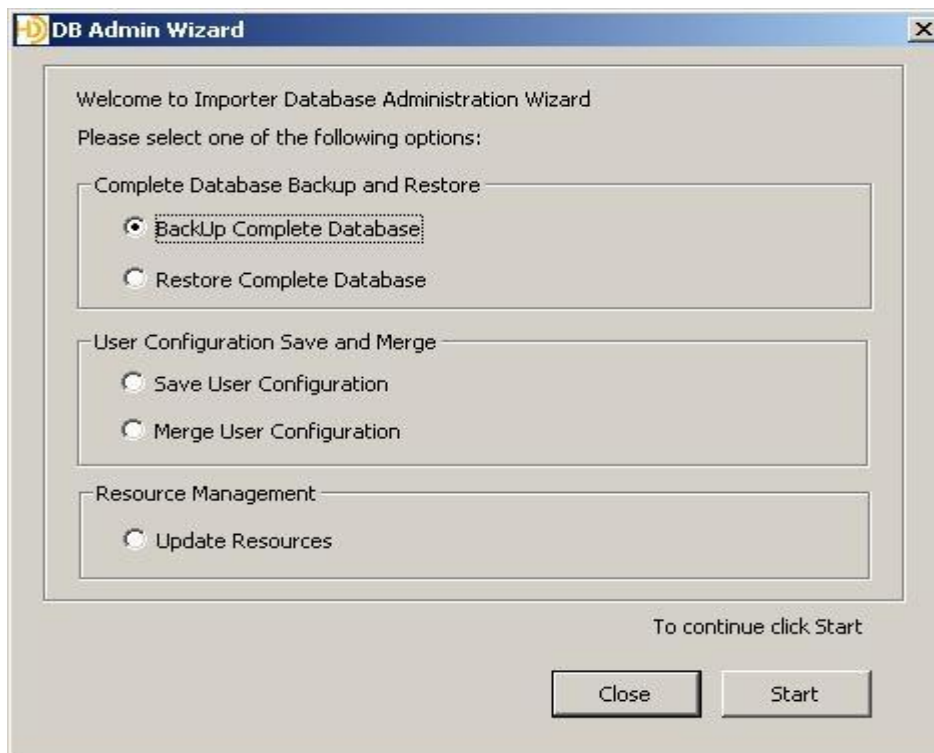 DB Admin Wizard
Welcome to Importer Database Administration Wizard
Please select one of the following options:
Complete Database Backup and Restore
BackUp Complete Database
Restore Complete Database
User Configuration Save and Merge
Save User Configuration
Merge User Configuration
Resource Management
Update Resources
To continue click Start
Close
Start